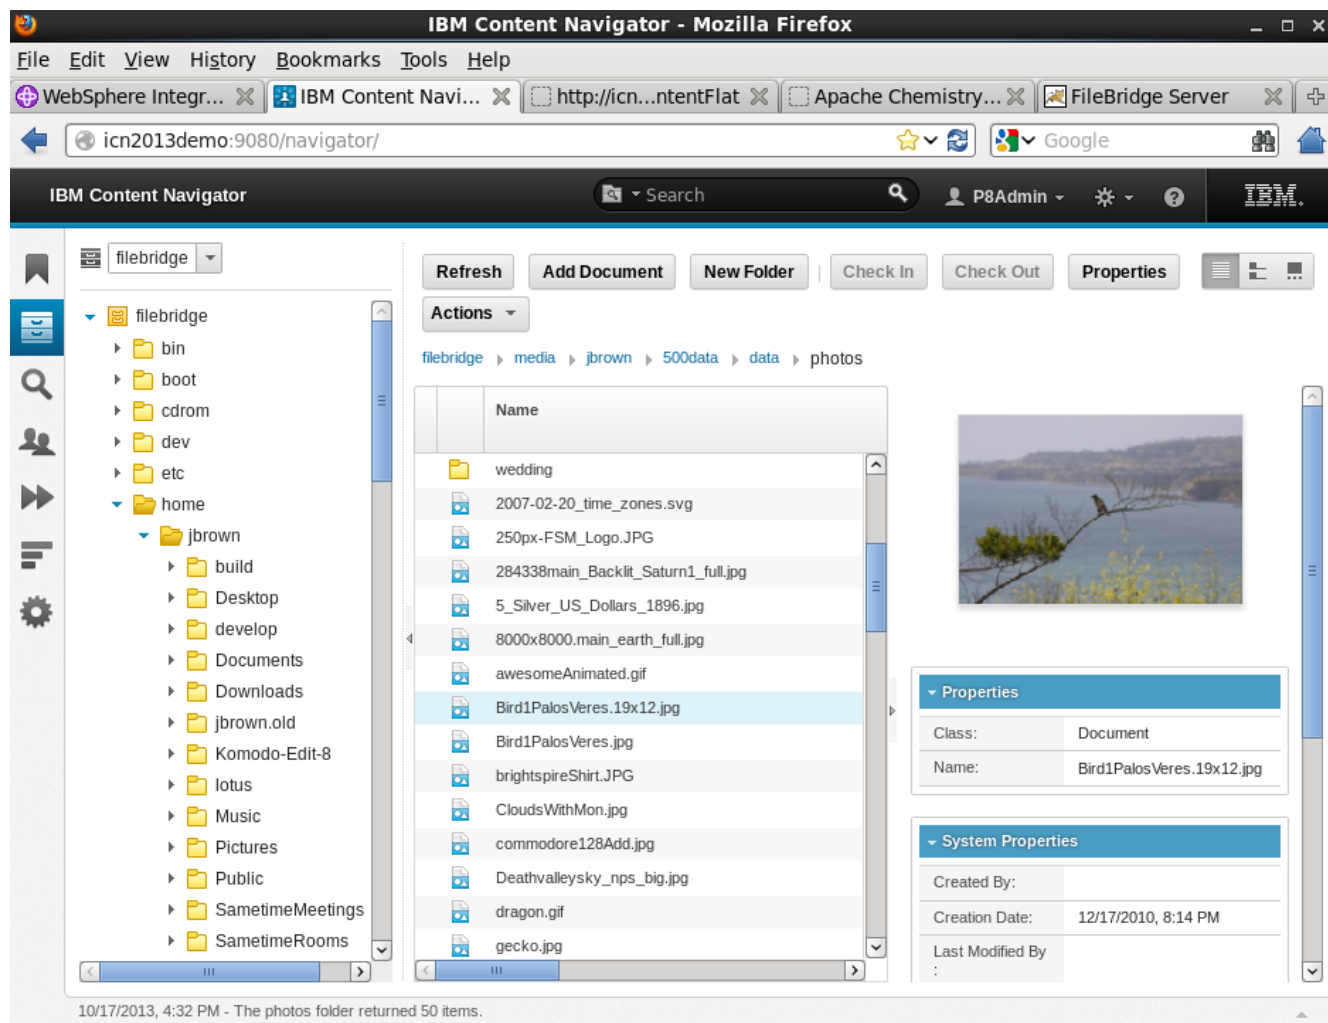 IBM Content Navigator - Mozilla Firefox
File Edit View History Bookmarks Tools Help
WebSphere Integr... IBM Content Navi... http://icn...ntentFlat Apache Chemistry... FileBridge Server
icn2013demo:9080/navigator/ Google
IBM Content Navigator Search P8Admin IBM.
filebridge
Refresh Add Document New Folder Check In Check Out Properties
Actions
filebridge media jbrown 500data data photos
filebridge
bin
boot
cdrom
dev
etc
home
jbrown
build
Desktop
develop
Documents
Downloads
jbrown.old
Komodo-Edit-8
lotus
Music
Pictures
Public
SametimeMeetings
SametimeRooms
Name
wedding
2007-02-20_time_zones.svg
250px-FSM_Logo.JPG
284338main_Backlit_Saturn1_full.jpg
5_Silver_US_Dollars_1896.jpg
8000x8000.main_earth_full.jpg
awesomeAnimated.gif
Bird1PalosVeres.19x12.jpg
Bird1PalosVeres.jpg
brightspireShirt.JPG
CloudsWithMon.jpg
commodore128Add.jpg
Deathvalleysky_nps_big.jpg
dragon.gif
gecko.jpg
Properties
Class: Document
Name: Bird1PalosVeres.19x12.jpg
System Properties
Created By:
Creation Date: 12/17/2010, 8:14 PM
Last Modified By
:
10/17/2013, 4:32 PM - The photos folder returned 50 items.